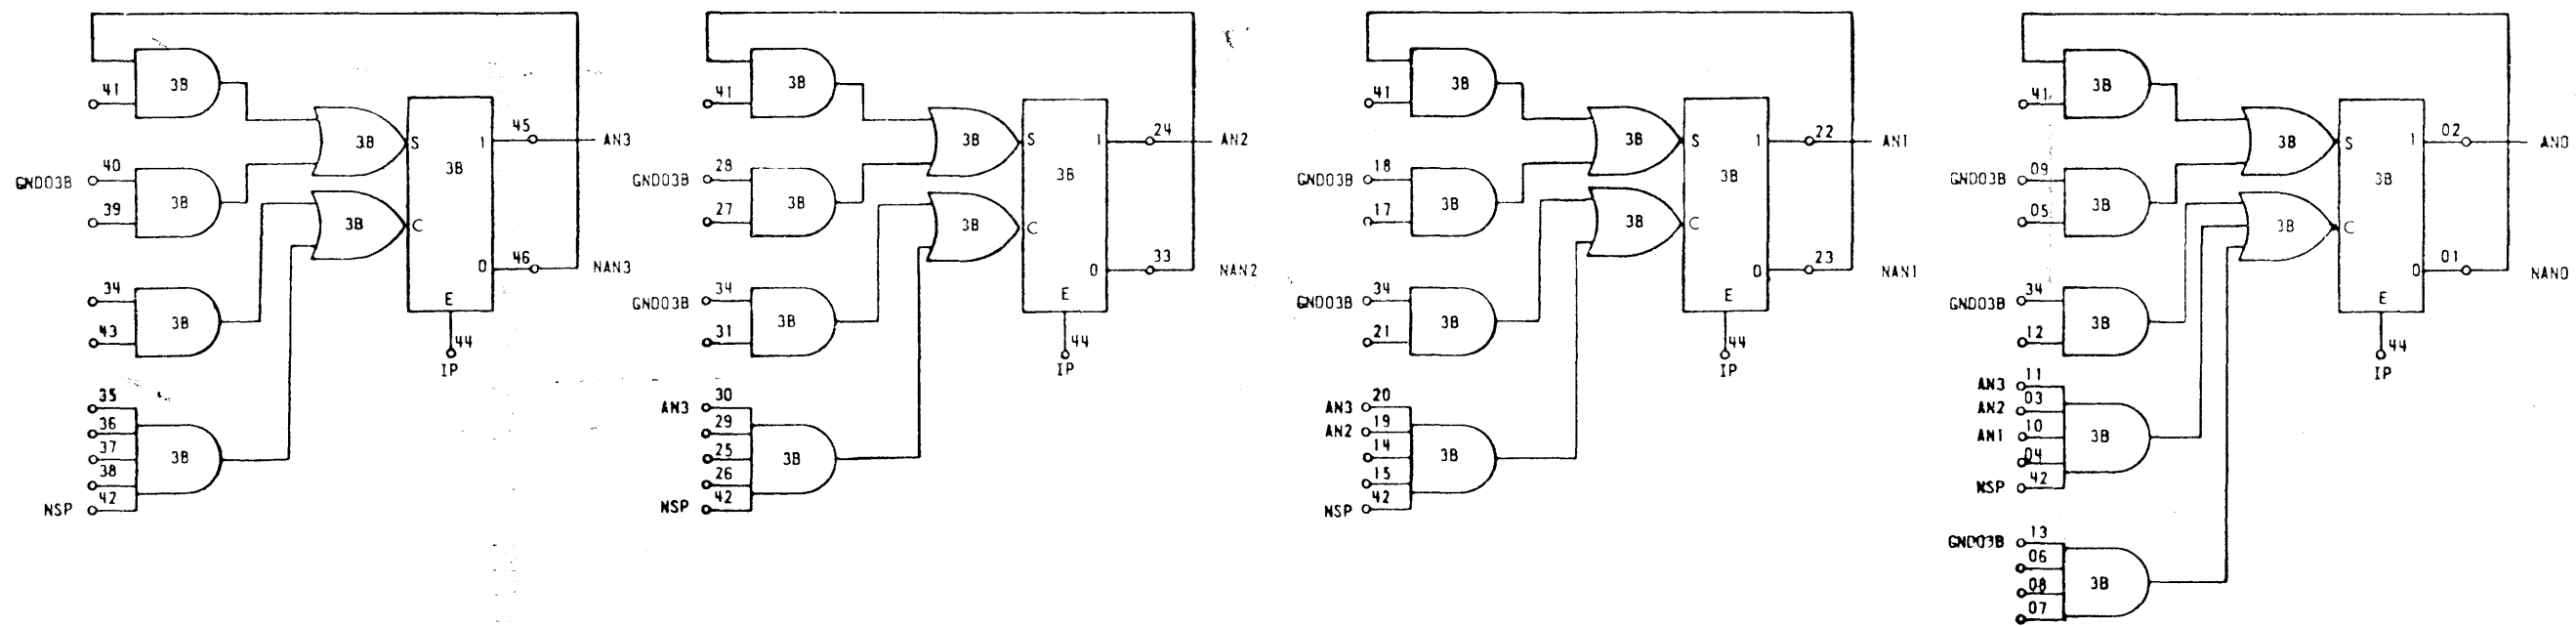 3B
41
3B
S
1
45
AN3
3B
GND03B
40
39
3B
3B
C
0
46
NAN3
34
43
3B
E
44
IP
35
36
37
38
NSP
42
3B
3B
41
3B
S
1
24
AN2
3B
GND03B
28
27
3B
3B
C
0
33
NAN2
GND03B
34
31
3B
E
44
IP
AN3
30
29
25
26
NSP
42
3B
3B
41
3B
S
1
22
AN1
3B
GND03B
18
17
3B
3B
C
0
23
NAN1
GND03B
34
21
3B
E
44
IP
AN3
20
AN2
19
14
15
NSP
42
3B
3B
41
3B
S
1
02
AN0
3B
GND03B
09
05
3B
3B
C
0
01
NAN0
GND03B
34
12
3B
E
44
IP
AN3
11
AN2
03
AN1
10
04
NSP
42
3B
GND03B
13
06
08
07
3B